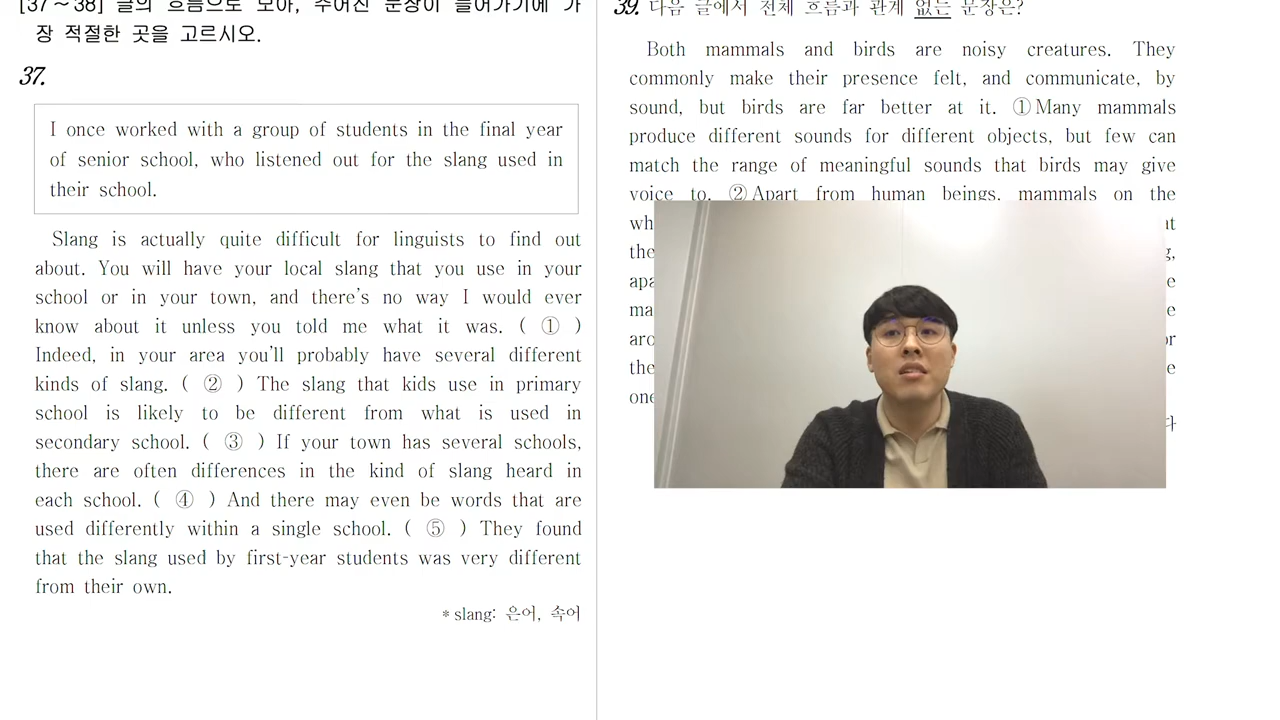 [37～38] 글의 흐름으로 보아, 주어진 문장이 들어가기에 가
장 적절한 곳을 고르시오.
37.
I once worked with a group of students in the final year
of senior school, who listened out for the slang used in
their school.
Slang is actually quite difficult for linguists to find out
about. You will have your local slang that you use in your
school or in your town, and there's no way I would ever
know about it unless you told me what it was. ( ① )
Indeed, in your area you'll probably have several different
kinds of slang. ( ② ) The slang that kids use in primary
school is likely to be different from what is used in
secondary school. ( ③ ) If your town has several schools,
there are often differences in the kind of slang heard in
each school. ( ④ ) And there may even be words that are
used differently within a single school. ( ⑤ ) They found
that the slang used by first-year students was very different
from their own.
* slang: 은어, 속어
39. 다음 글에서 전체 흐름과 관계 없는 문장은?
Both mammals and birds are noisy creatures. They
commonly make their presence felt, and communicate, by
sound, but birds are far better at it. ① Many mammals
produce different sounds for different objects, but few can
match the range of meaningful sounds that birds may give
voice to. ② Apart from human beings, mammals on the